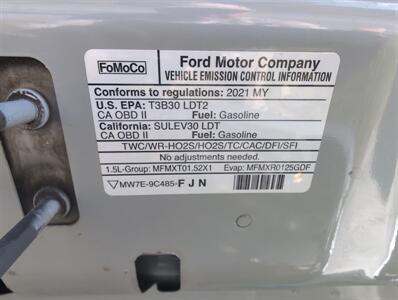 FoMoCo
Ford Motor Company
VEHICLE EMISSION CONTROL INFORMATION
Conforms to regulations: 2021 MY
U.S. EPA: T3B30 LDT2
CA OBD II Fuel: Gasoline
California: SULEV30 LDT
CA OBD II Fuel: Gasoline
TWC/WR-HO2S/HO2S/TC/CAC/DFI/SFI
No adjustments needed.
1.5L-Group: MFMXT01.52X1 Evap: MFMXR0125GDF
MW7E-9C485-FJN